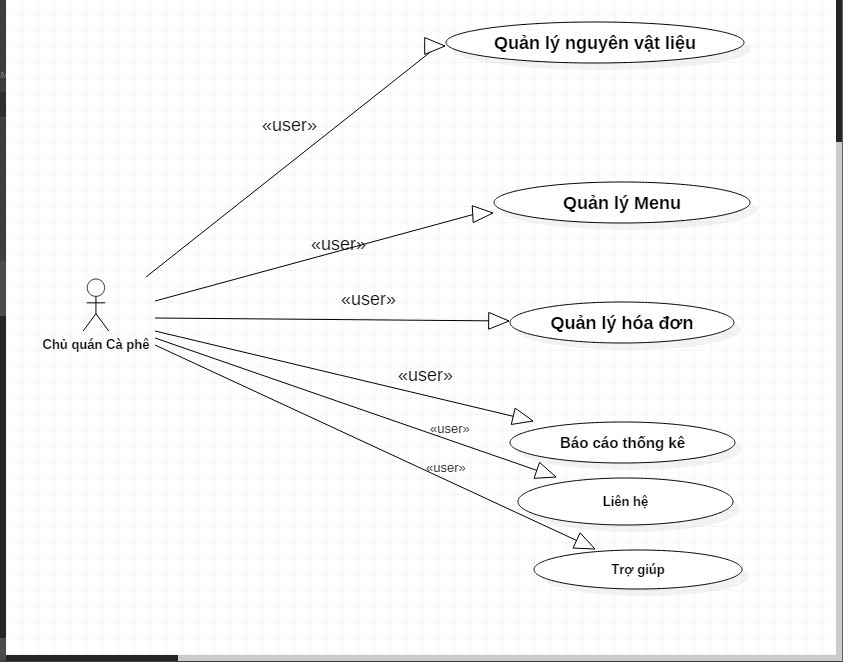 Quản lý nguyên vật liệu
«user»
Quản lý Menu
«user»
«user»
Quản lý hóa đơn
Chủ quán Cà phê
«user»
«user»
Báo cáo thống kê
«user»
Liên hệ
Trợ giúp